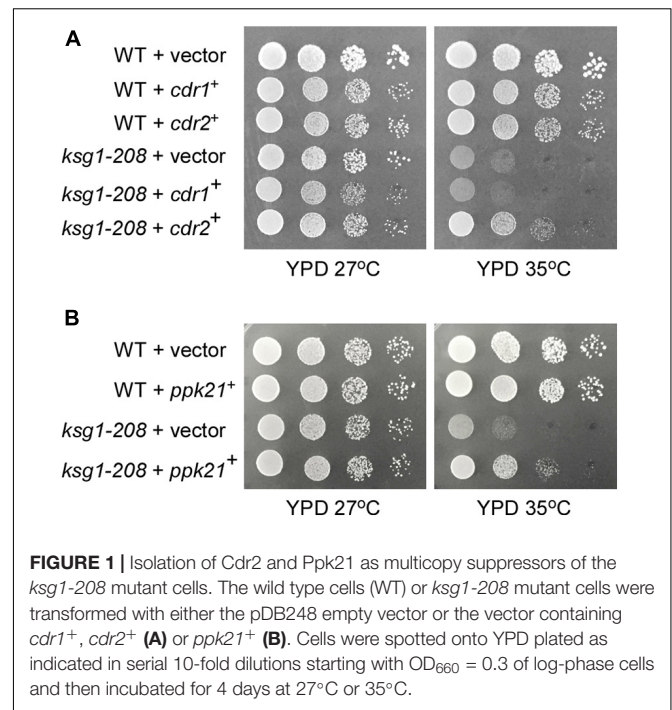 A
WT + vector
WT + cdr1+
WT + cdr2+
ksg1-208 + vector
ksg1-208 + cdr1+
ksg1-208 + cdr2+
YPD 27°C
YPD 35°C
B
WT + vector
WT + ppk21+
ksg1-208 + vector
ksg1-208 + ppk21+
YPD 27°C
YPD 35°C
FIGURE 1 | Isolation of Cdr2 and Ppk21 as multicopy suppressors of the
ksg1-208 mutant cells. The wild type cells (WT) or ksg1-208 mutant cells were
transformed with either the pDB248 empty vector or the vector containing
cdr1+, cdr2+ (A) or ppk21+ (B). Cells were spotted onto YPD plated as
indicated in serial 10-fold dilutions starting with OD660 = 0.3 of log-phase cells
and then incubated for 4 days at 27°C or 35°C.